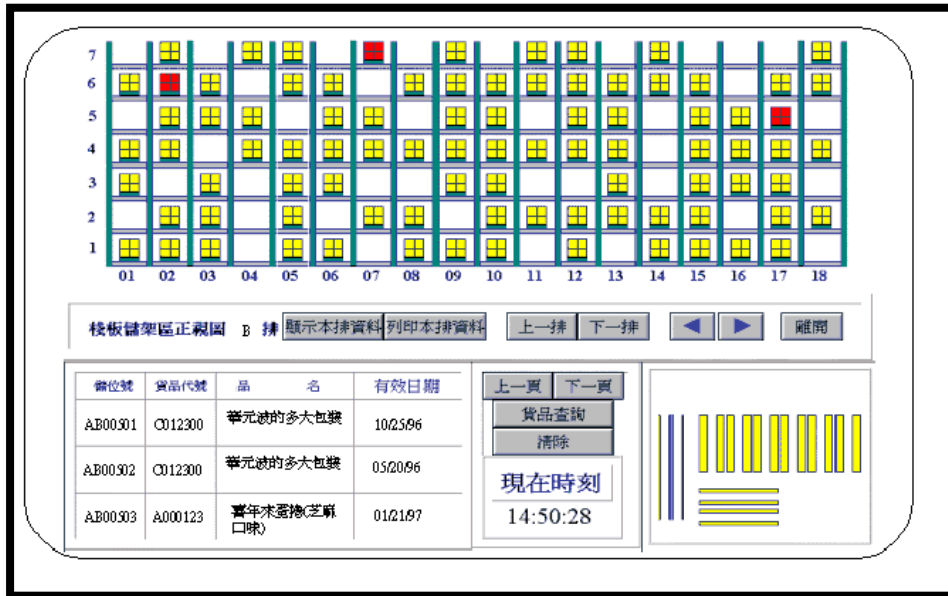 7
6
5
4
3
2
1
01 02 03 04 05 06 07 08 09 10 11 12 13 14 15 16 17 18
棧板儲架區正視圖 B 排 顯示本排資料 列印本排資料 上一排 下一排 離開
儲位號 貨品代號 品 名 有效日期
AB00501 C012300 華元波的多大包裝 10/25/96
AB00502 C012300 華元波的多大包裝 05/20/96
AB00503 A000123 喜年來蛋捲(芝麻
口味) 01/21/97
上一頁 下一頁
貨品查詢
清除
現在時刻
14:50:28